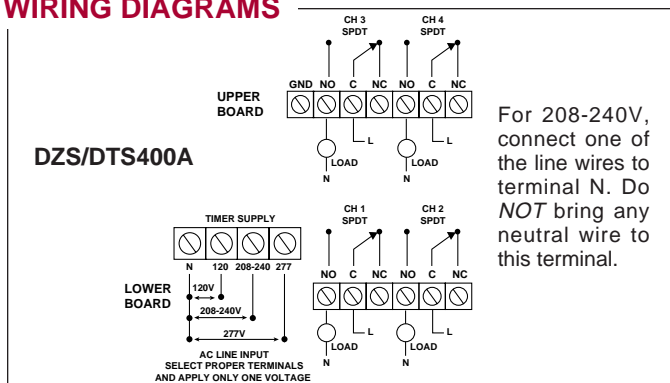 WIRING DIAGRAMS
CH 3 CH 4
SPDT SPDT
GND NO C NC NO C NC
UPPER
BOARD
L L
LOAD LOAD
N N
DZS/DTS400A
For 208-240V,
connect one of
the line wires to
terminal N. Do
NOT bring any
neutral wire to
this terminal.
TIMER SUPPLY
N 120 208-240 277
LOWER
BOARD
120V
208-240V
277V
AC LINE INPUT
SELECT PROPER TERMINALS
AND APPLY ONLY ONE VOLTAGE
CH 1 CH 2
SPDT SPDT
NO C NC NO C NC
L L
LOAD LOAD
N N